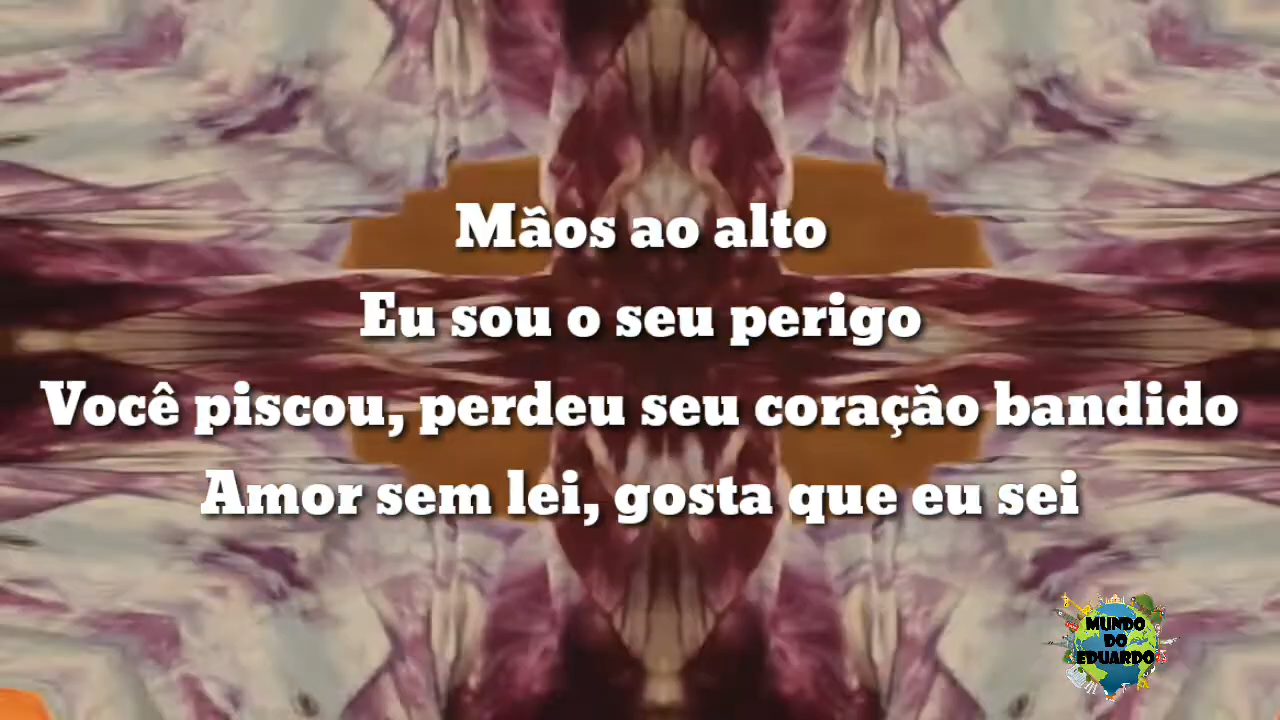 Mãos ao alto
Eu sou o seu perigo
Você piscou, perdeu seu coração bandido
Amor sem lei, gosta que eu sei
MUNDO
DO
EDUARDO